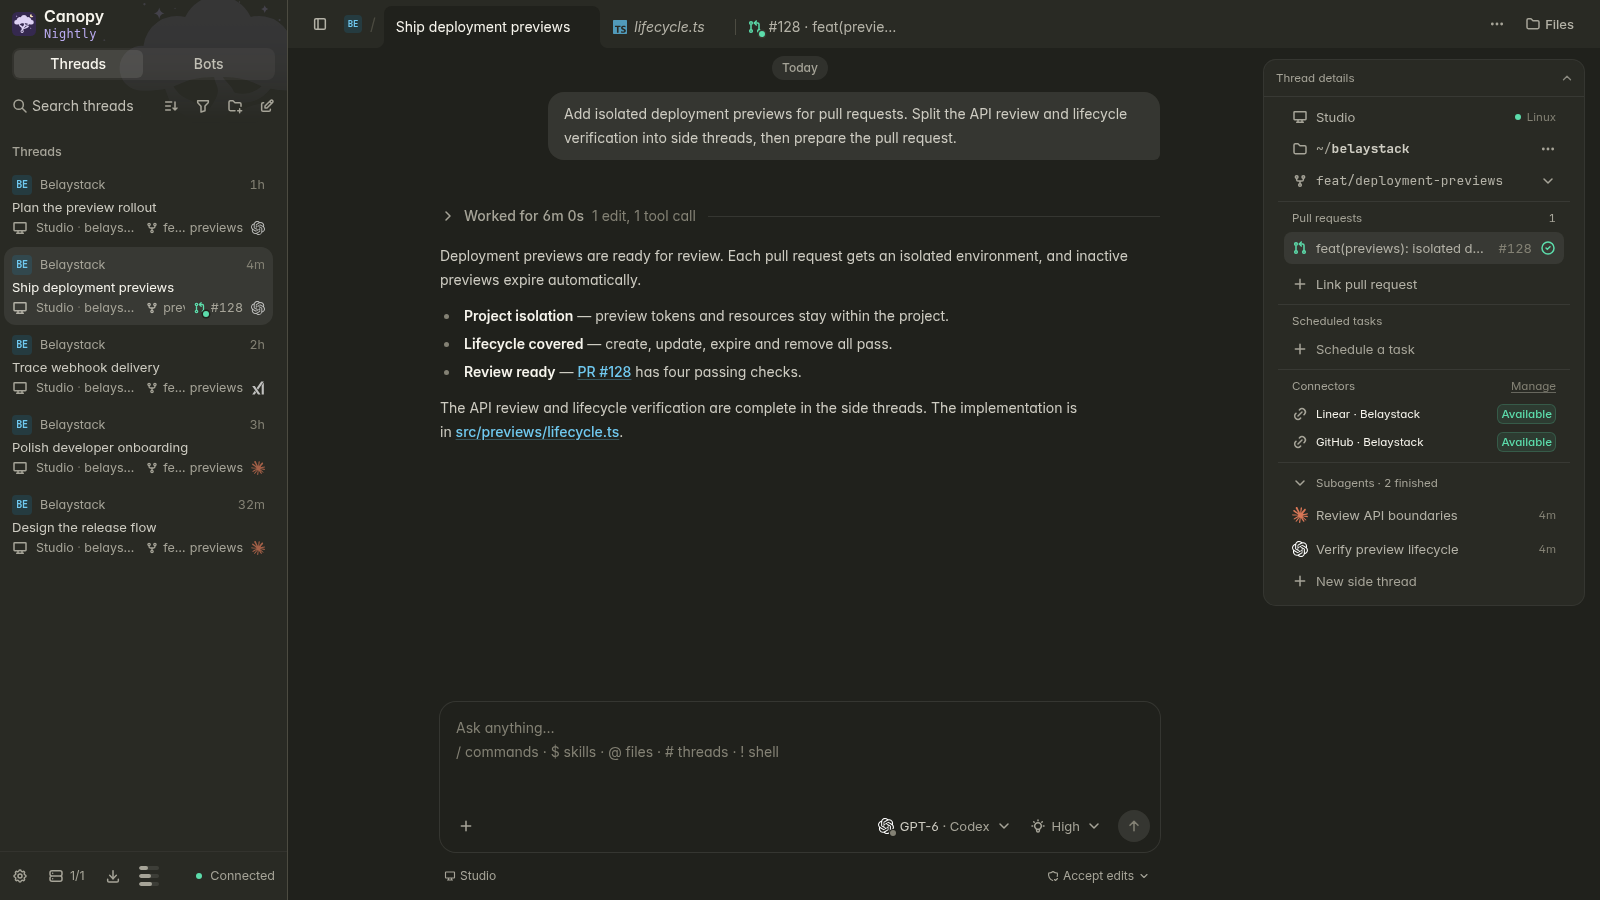 Canopy
Nightly
Threads
Bots
Search threads
Threads
BE Belaystack 1h
Plan the preview rollout
Studio · belays... fe... previews
BE Belaystack 4m
Ship deployment previews
Studio · belays... prev #128
BE Belaystack 2h
Trace webhook delivery
Studio · belays... fe... previews
BE Belaystack 3h
Polish developer onboarding
Studio · belays... fe... previews
BE Belaystack 32m
Design the release flow
Studio · belays... fe... previews
1/1
Connected
BE /
Ship deployment previews
TS lifecycle.ts
#128 · feat(previe...
Files
Today
Add isolated deployment previews for pull requests. Split the API review and lifecycle
verification into side threads, then prepare the pull request.
Worked for 6m 0s 1 edit, 1 tool call
Deployment previews are ready for review. Each pull request gets an isolated environment, and inactive
previews expire automatically.
• Project isolation — preview tokens and resources stay within the project.
• Lifecycle covered — create, update, expire and remove all pass.
• Review ready — PR #128 has four passing checks.
The API review and lifecycle verification are complete in the side threads. The implementation is
in src/previews/lifecycle.ts.
Ask anything...
/ commands · $ skills · @ files · # threads · ! shell
GPT-6 · Codex
High
Studio
Accept edits
Thread details
Studio Linux
~/belaystack
feat/deployment-previews
Pull requests 1
feat(previews): isolated d... #128
Link pull request
Scheduled tasks
Schedule a task
Connectors Manage
Linear · Belaystack Available
GitHub · Belaystack Available
Subagents · 2 finished
Review API boundaries 4m
Verify preview lifecycle 4m
New side thread